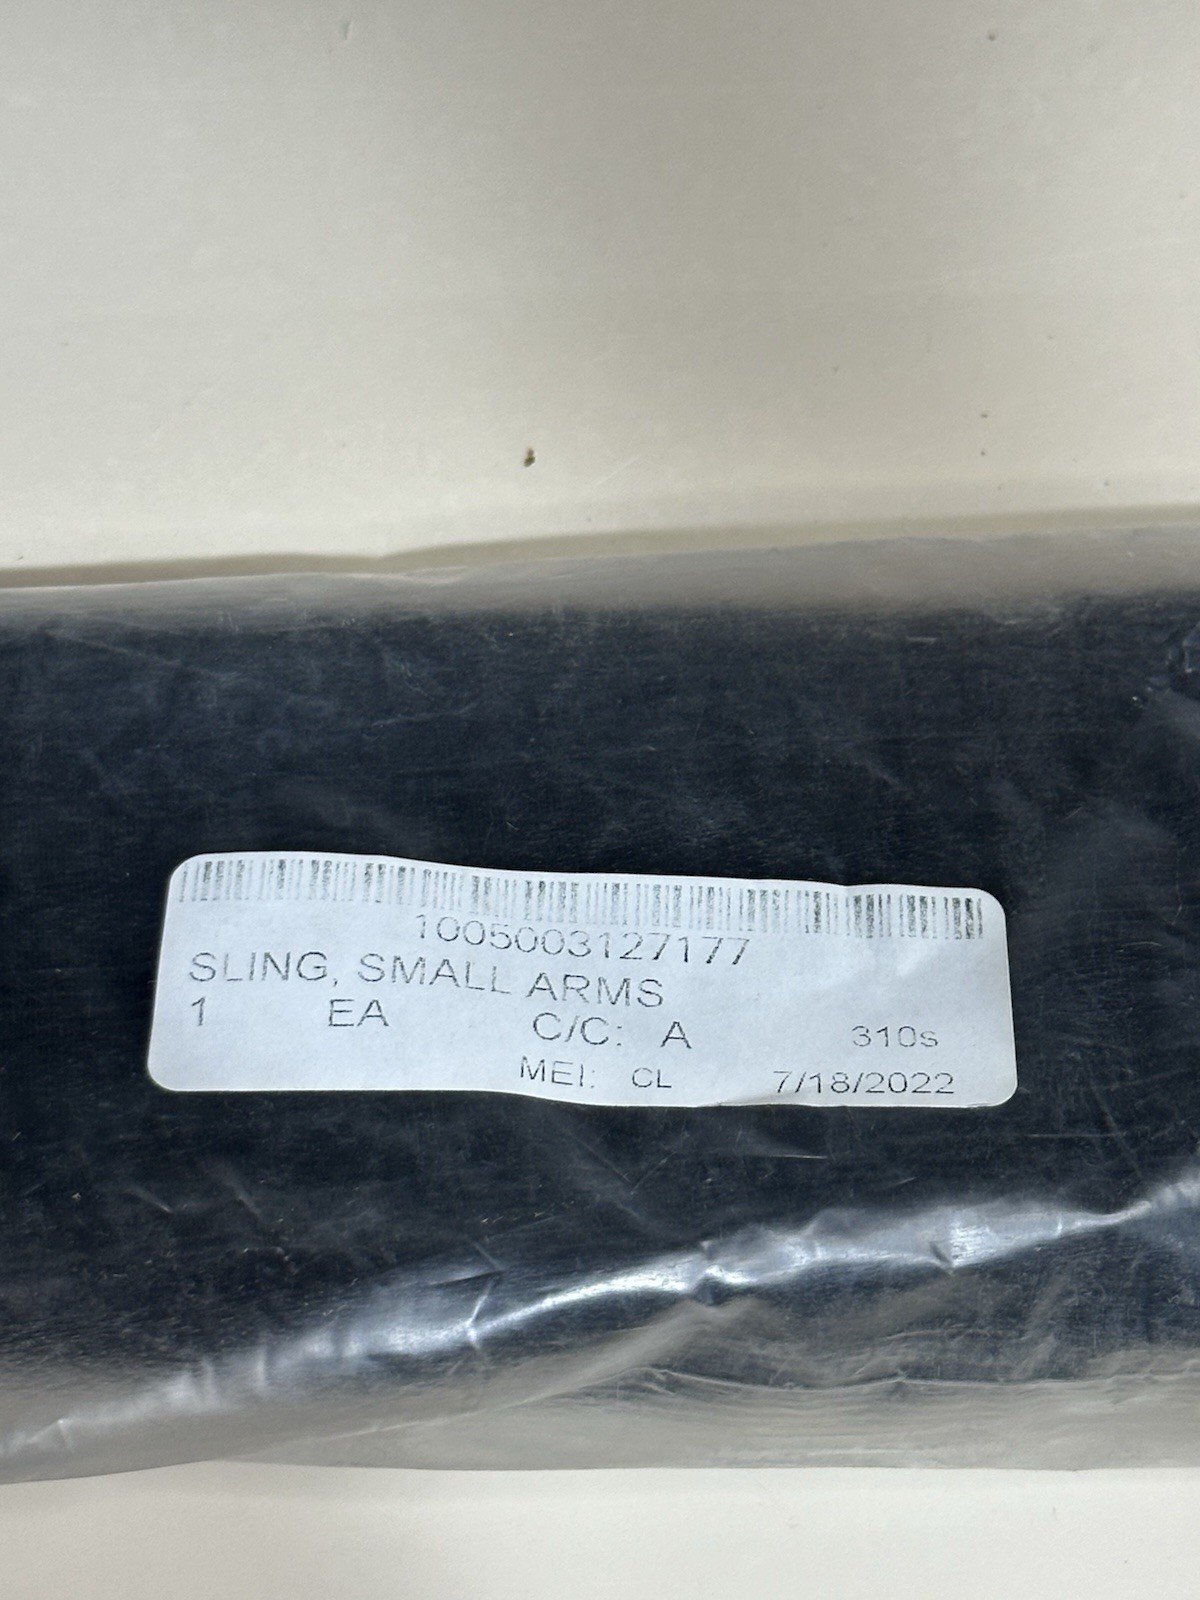 1005003127177
SLING, SMALL ARMS
1 EA C/C: A 310s
MEI: CL 7/18/2022